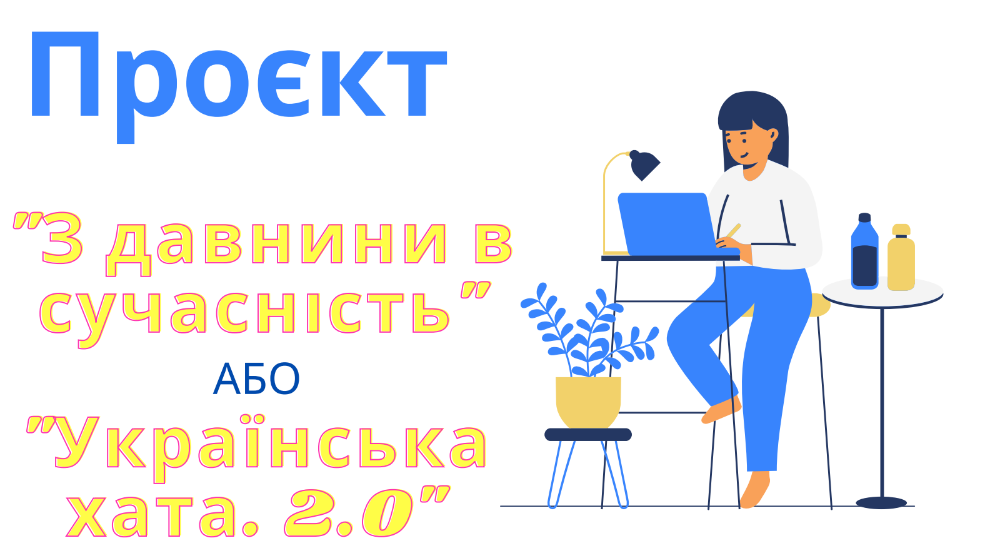 Проєкт
"З давнини в
сучасність"
АБО
"Українська
хата. 2.0"